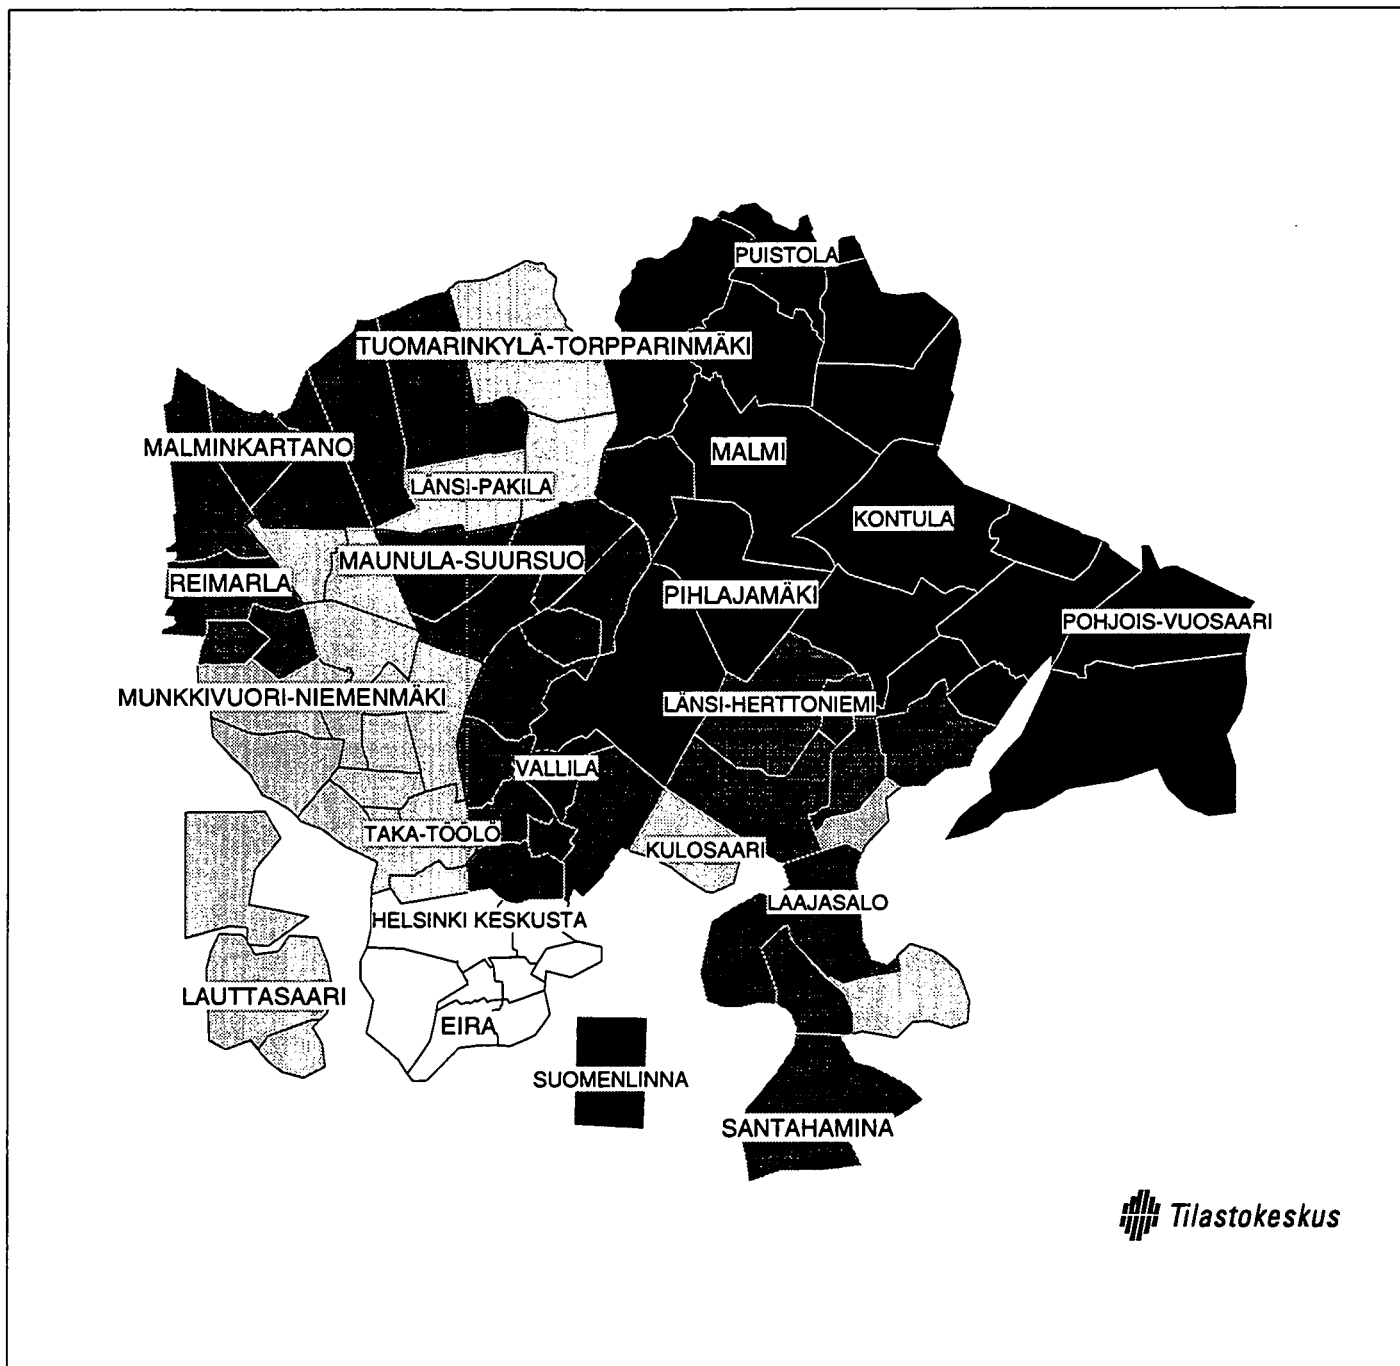 PUISTOLA
TUOMARINKYLÄ-TORPPARINMÄKI
MALMINKARTANO
MALMI
LÄNSI-PAKILA
KONTULA
MAUNULA-SUURSUO
REIMARLA
PIHLAJAMÄKI
POHJOIS-VUOSAARI
MUNKKIVUORI-NIEMENMÄKI
LÄNSI-HERTTONIEMI
VALLILA
TAKA-TÖÖLÖ
KULOSAARI
LAAJASALO
HELSINKI KESKUSTA
LAUTTASAARI
EIRA
SUOMENLINNA
SANTAHAMINA
Tilastokeskus